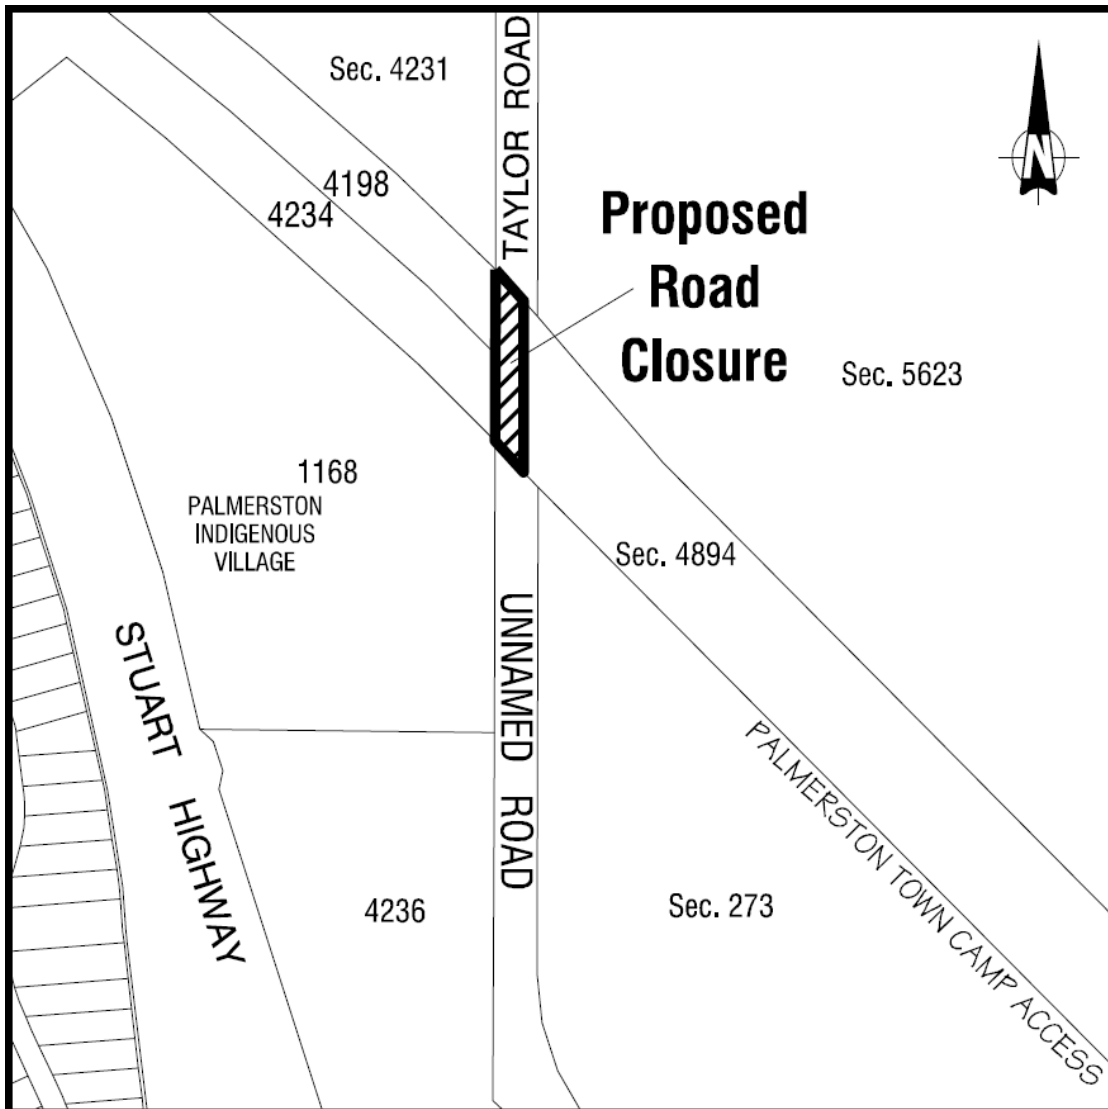 Sec. 4231
TAYLOR ROAD
N
4198
4234
Proposed
Road
Closure
Sec. 5623
1168
PALMERSTON
INDIGENOUS
VILLAGE
Sec. 4894
UNNAMED ROAD
STUART HIGHWAY
PALMERSTON TOWN CAMP ACCESS
4236
Sec. 273